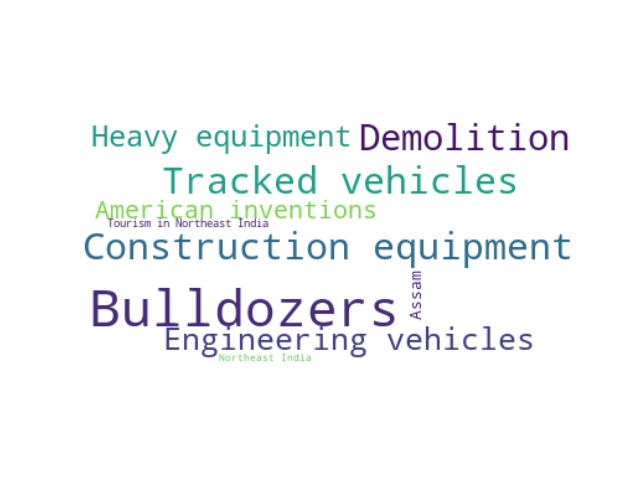 Heavy equipment
Demolition
Tracked vehicles
American inventions
Tourism in Northeast India
Construction equipment
Assam
Bulldozers
Engineering vehicles
Northeast India